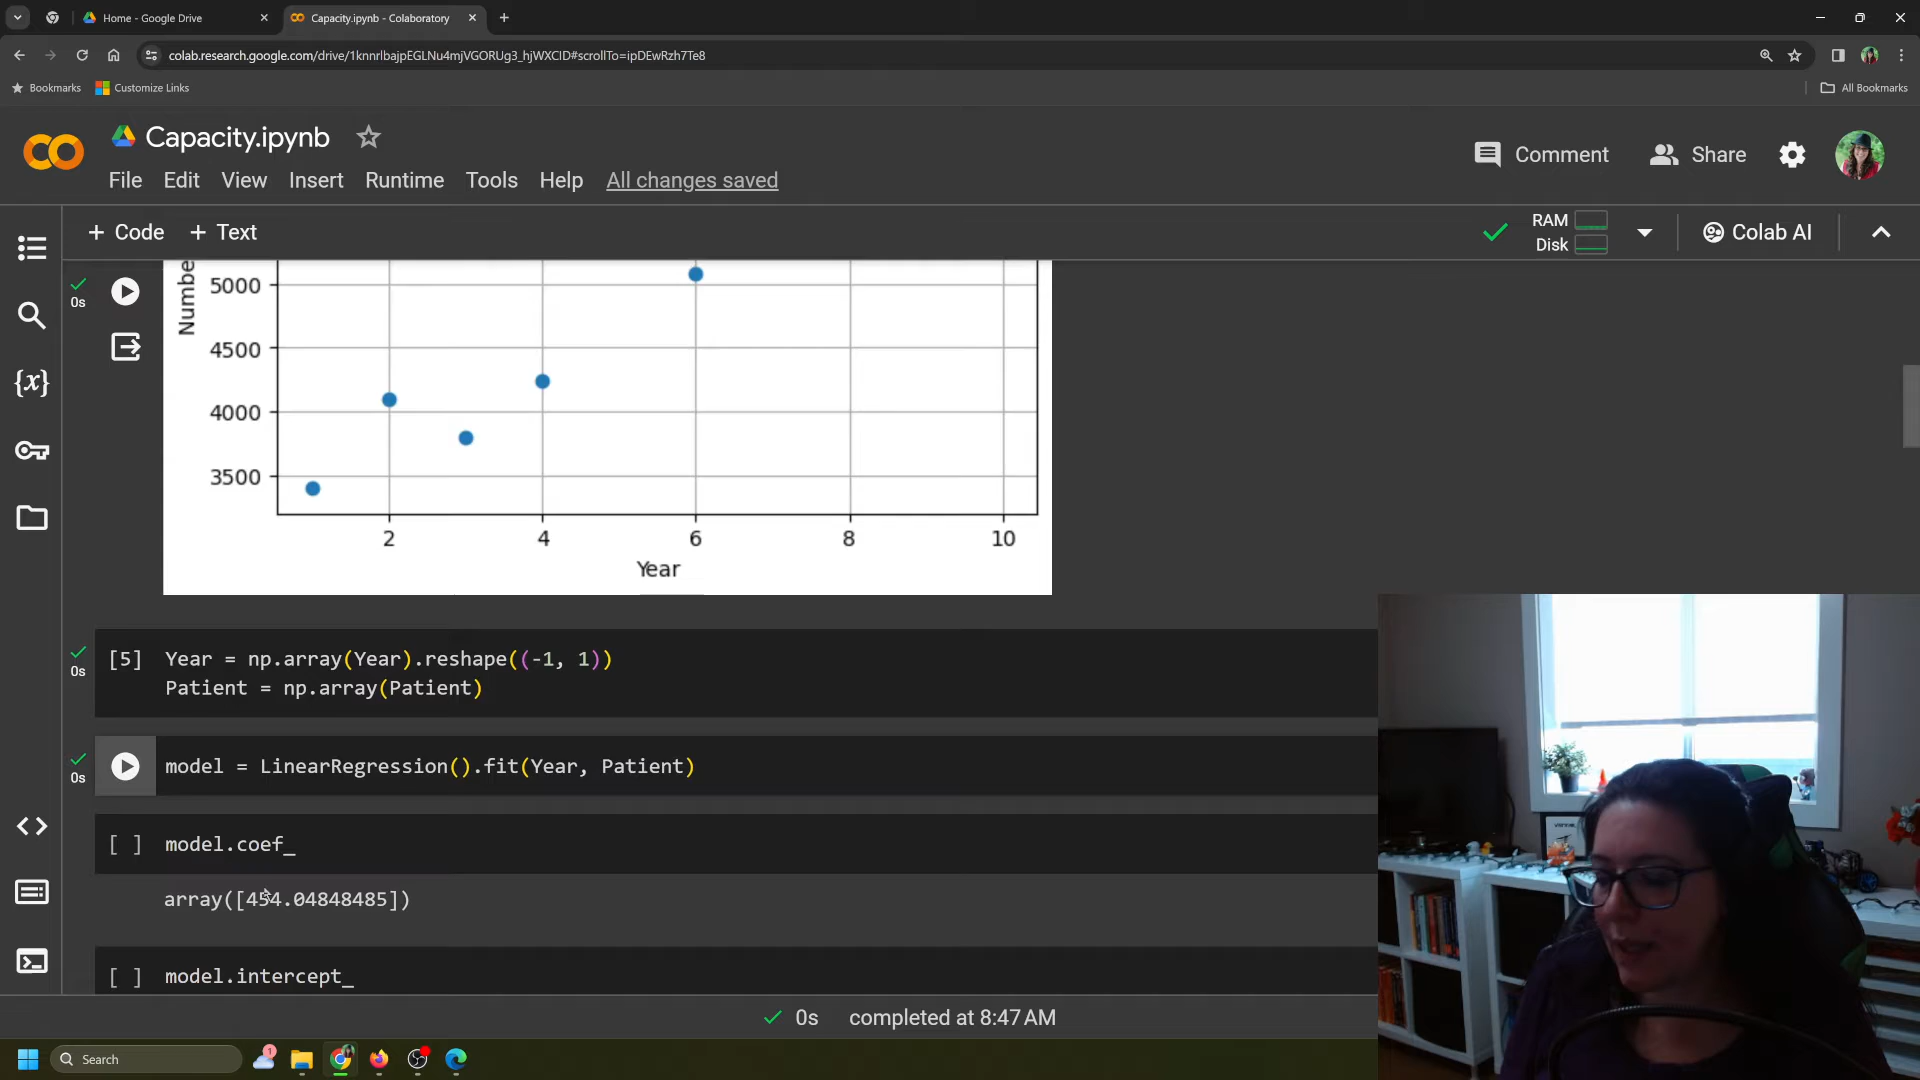 Home - Google Drive
Capacity.ipynb - Colaboratory
colab.research.google.com/drive/1knnrlbajpEGLNu4mjVGORUg3_hjWXCID#scrollTo=ipDEwRzh7Te8
Bookmarks
Customize Links
All Bookmarks
Capacity.ipynb
Comment
Share
File Edit View Insert Runtime Tools Help All changes saved
+ Code + Text
RAM
Disk
Colab AI
0s
Numbe
5000
4500
4000
3500
2 4 6 8 10
Year
{x}
0s
[5] Year = np.array(Year).reshape((-1, 1))
Patient = np.array(Patient)
0s
model = LinearRegression().fit(Year, Patient)
[ ] model.coef_
array([454.04848485])
[ ] model.intercept_
0s completed at 8:47 AM
Search
1